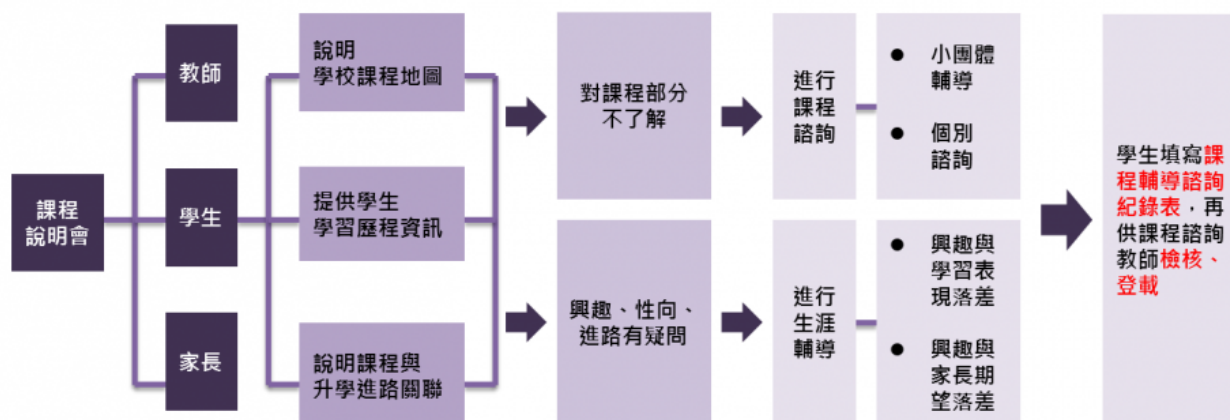 課程
說明會
教師
學生
家長
說明
學校課程地圖
提供學生
學習歷程資訊
說明課程與
升學進路關聯
對課程部分
不了解
興趣、性向、
進路有疑問
進行
課程
諮詢
● 小團體
輔導
● 個別
諮詢
進行
生涯
輔導
● 興趣與
學習表
現落差
● 興趣與
家長期
望落差
學生填寫課
程輔導諮詢
紀錄表，再
供課程諮詢
教師檢核、
登載